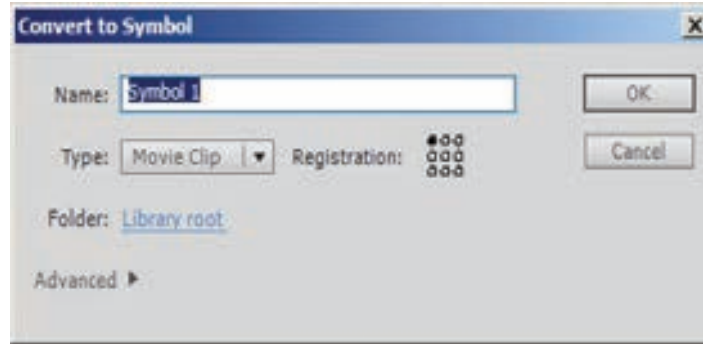 Convert to Symbol
Name: Symbol 1 OK
Type: Movie Clip Registration: Cancel
Folder: Library root
Advanced